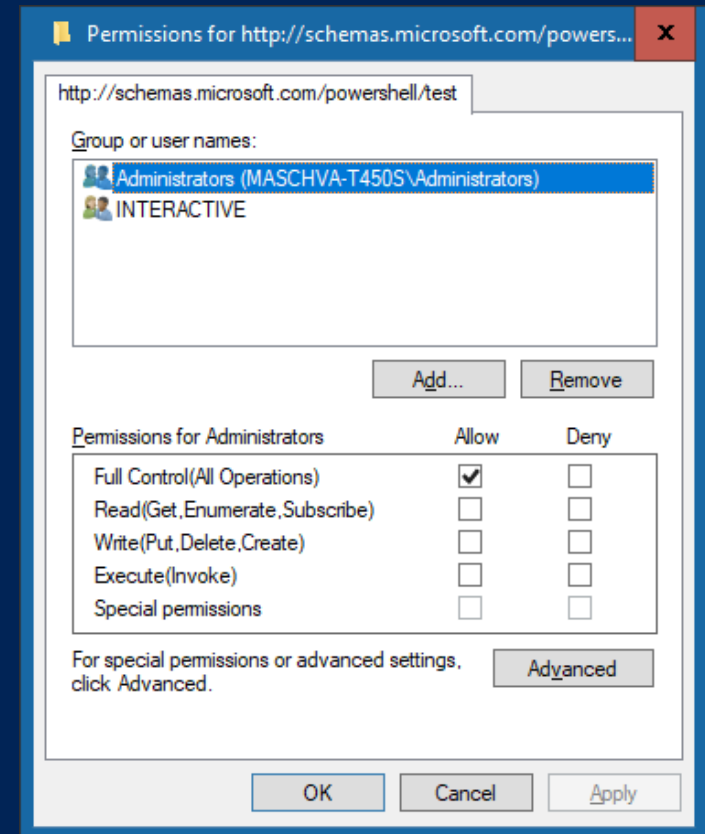 Permissions for http://schemas.microsoft.com/powers...
x
http://schemas.microsoft.com/powershell/test
Group or user names:
Administrators (MASCHVA-T450S\Administrators)
INTERACTIVE
Add... Remove
Permissions for Administrators Allow Deny
Full Control(All Operations)
Read(Get,Enumerate,Subscribe)
Write(Put,Delete,Create)
Execute(Invoke)
Special permissions
For special permissions or advanced settings,
click Advanced.
Advanced
OK Cancel Apply